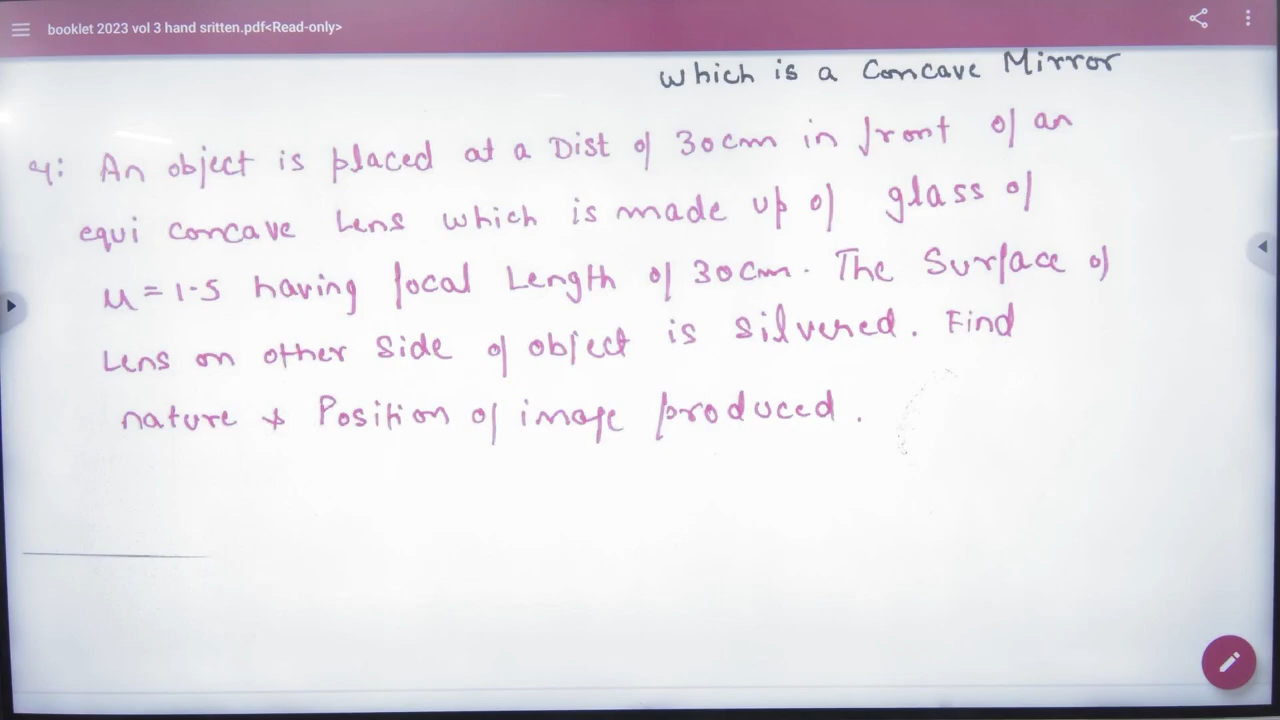 booklet 2023 vol 3 hand sritten.pdf<Read-only>
which is a Concave Mirror
4: An object is placed at a Dist of 30cm in front of an
equi concave Lens which is made up of glass of
μ = 1.5 having focal Length of 30cm. The Surface of
Lens on other Side of object is silvered. Find
nature & Position of image produced.